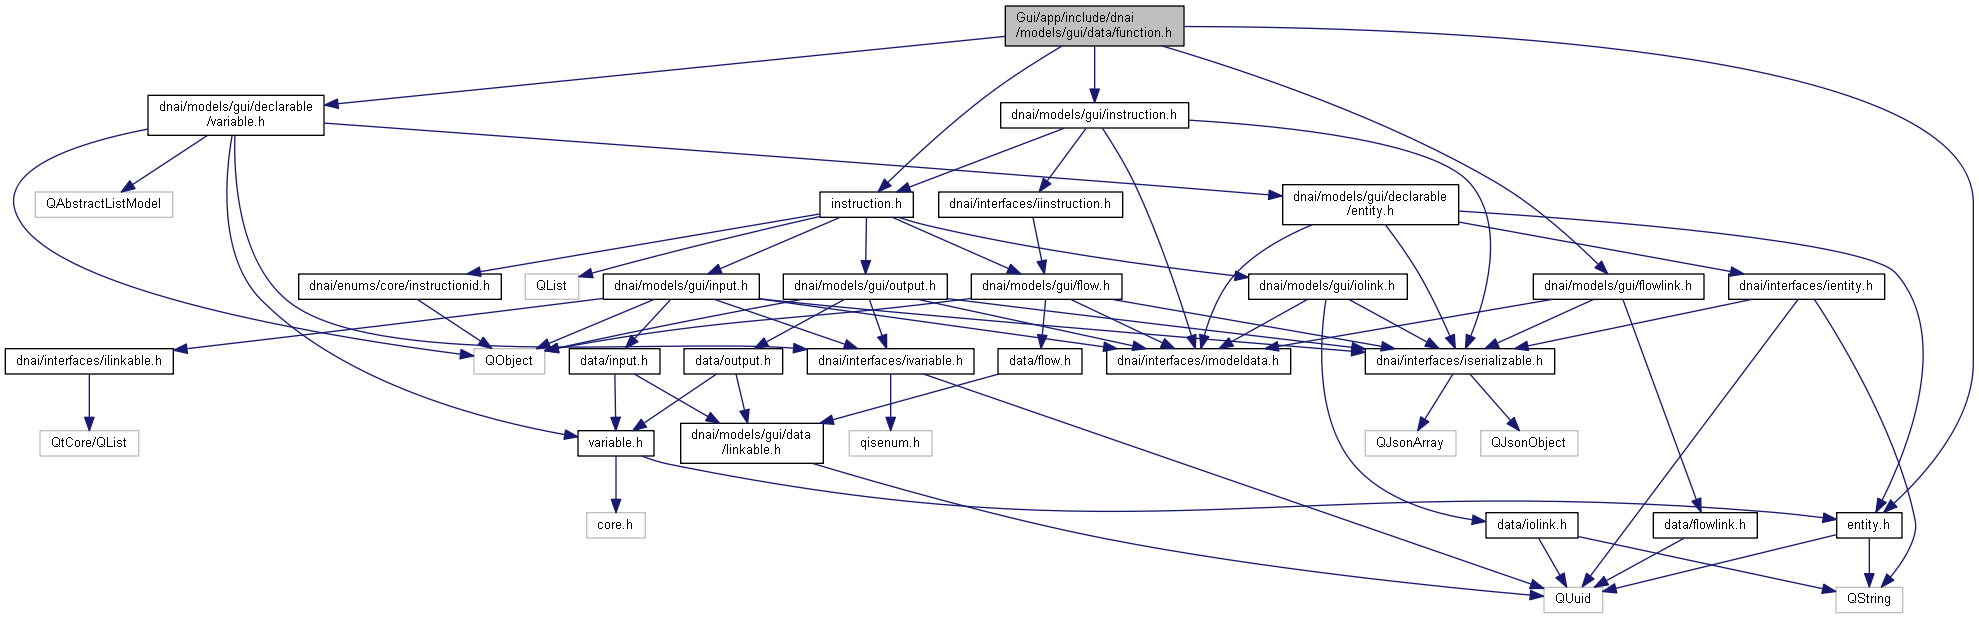 Gui/app/include/dnai
/models/gui/data/function.h
dnai/models/gui/declarable
/variable.h
dnai/models/gui/instruction.h
QAbstractListModel
instruction.h
dnai/interfaces/iinstruction.h
dnai/models/gui/declarable
/entity.h
dnai/enums/core/instructionid.h
QList
dnai/models/gui/input.h
dnai/models/gui/output.h
dnai/models/gui/flow.h
dnai/models/gui/iolink.h
dnai/models/gui/flowlink.h
dnai/interfaces/ientity.h
dnai/interfaces/ilinkable.h
QObject
data/input.h
data/output.h
dnai/interfaces/ivariable.h
data/flow.h
dnai/interfaces/imodeldata.h
dnai/interfaces/iserializable.h
QtCore/QList
variable.h
dnai/models/gui/data
/linkable.h
qisenum.h
QJsonArray
QJsonObject
core.h
data/iolink.h
data/flowlink.h
entity.h
QUuid
QString